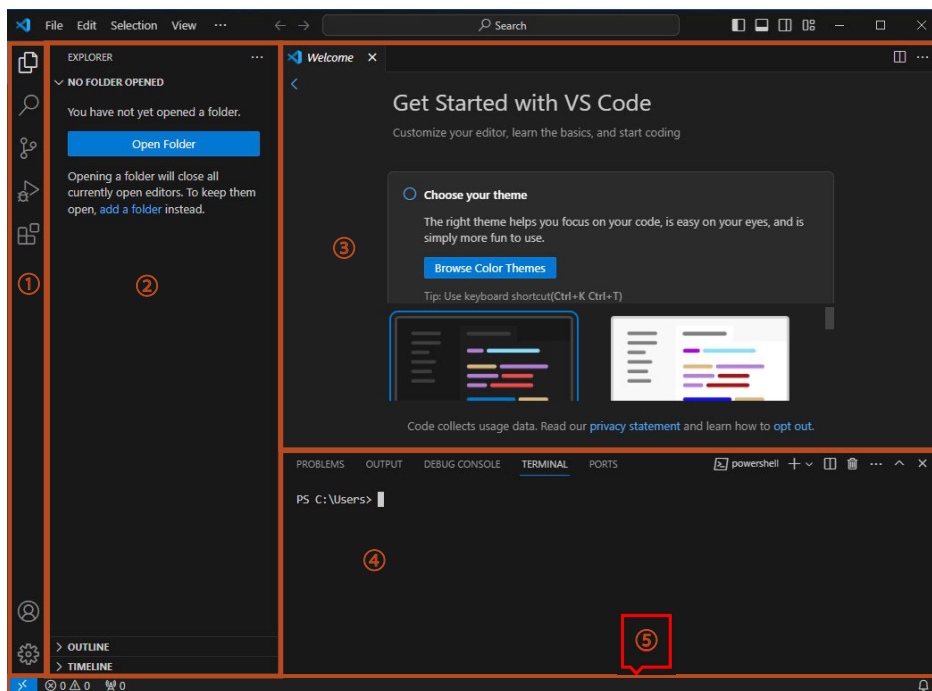 File Edit Selection View ···
Search
EXPLORER ···
NO FOLDER OPENED
You have not yet opened a folder.
Open Folder
Opening a folder will close all
currently open editors. To keep them
open, add a folder instead.
①
②
OUTLINE
TIMELINE
Welcome
Get Started with VS Code
Customize your editor, learn the basics, and start coding
Choose your theme
The right theme helps you focus on your code, is easy on your eyes, and is
simply more fun to use.
③
Browse Color Themes
Tip: Use keyboard shortcut(Ctrl+K Ctrl+T)
Code collects usage data. Read our privacy statement and learn how to opt out.
PROBLEMS OUTPUT DEBUG CONSOLE TERMINAL PORTS powershell
PS C:\Users>
④
⑤
0 0 0